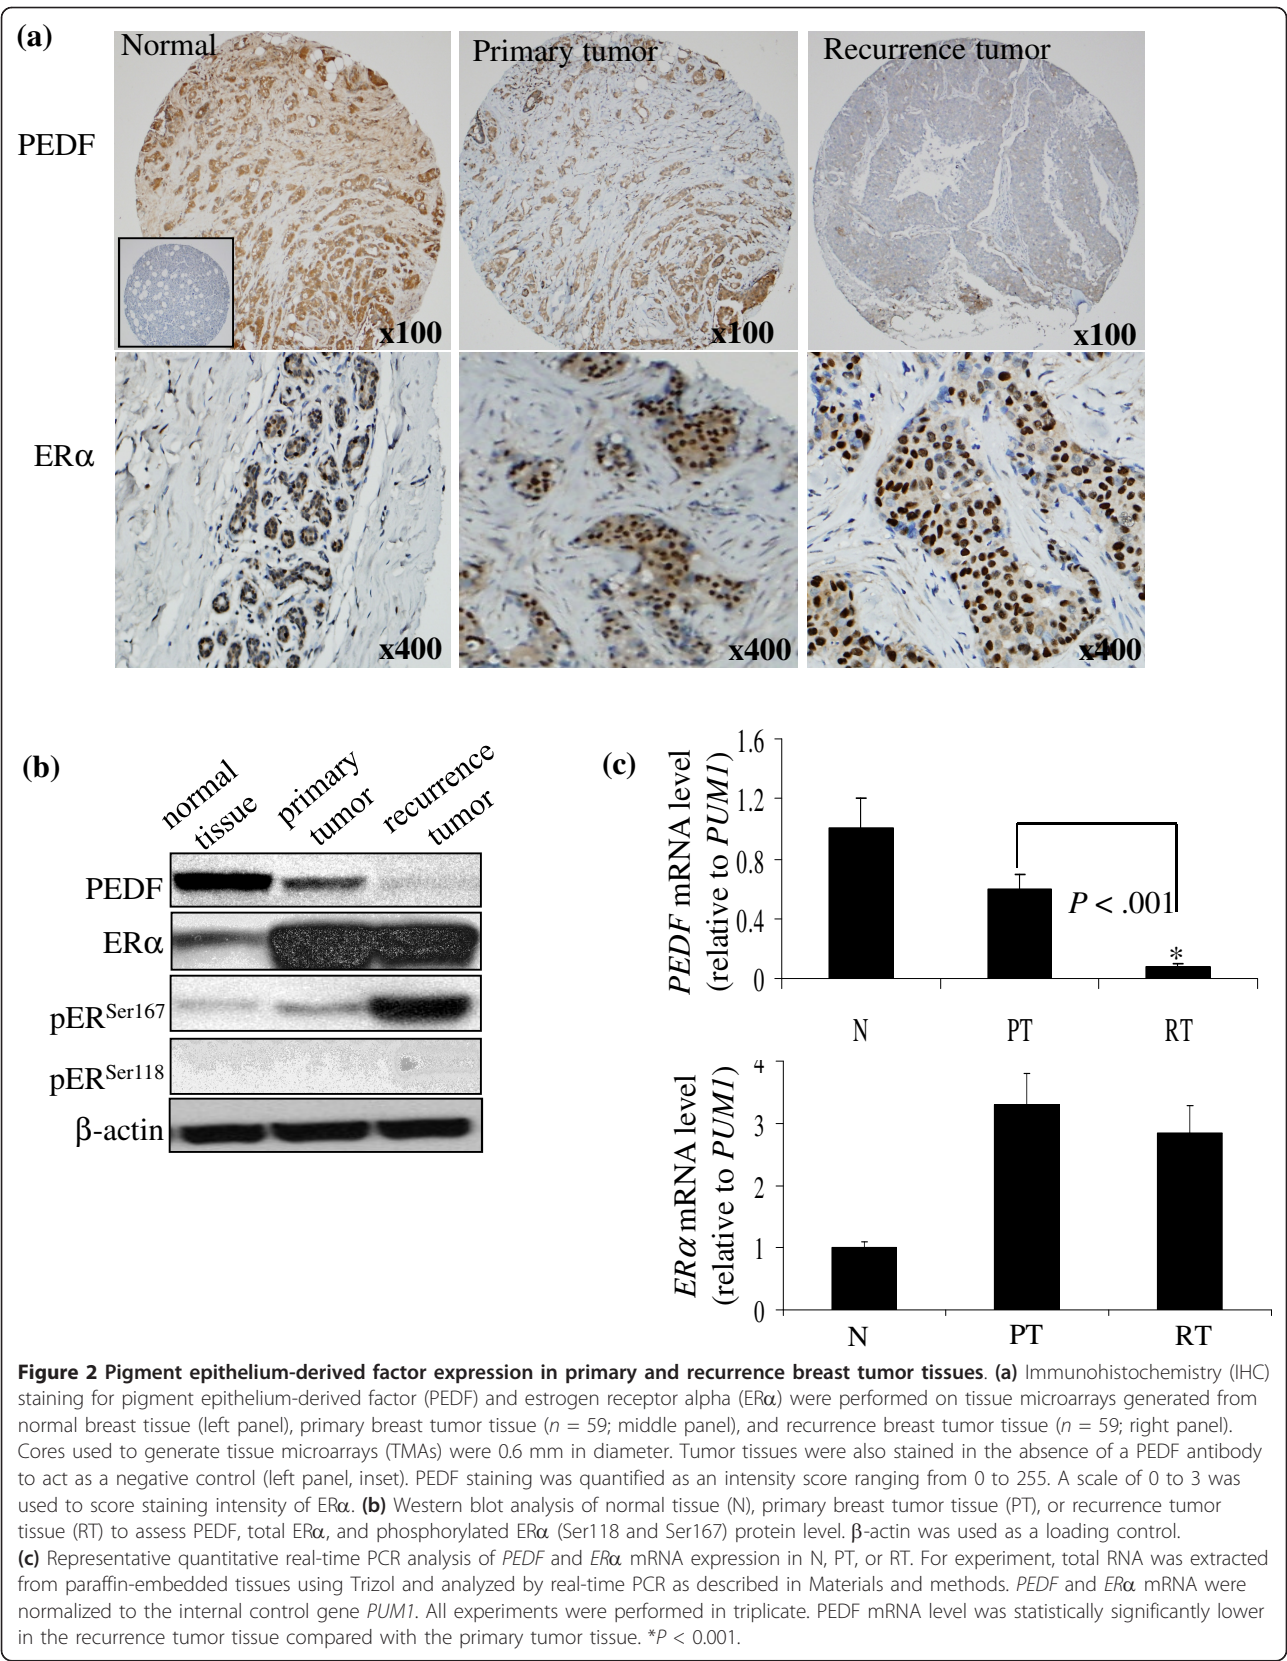 (a)
Normal
Primary tumor
Recurrence tumor
PEDF
x100
x100
x100
ERα
x400
x400
x400
(b)
normal
tissue
primary
tumor
recurrence
tumor
PEDF
ERα
pERSer167
pERSer118
β-actin
(c)
PEDF mRNA level
(relative to PUM1)
1.6
1.2
0.8
0.4
0
P < .001
*
N
PT
RT
ERα mRNA level
(relative to PUM1)
4
3
2
1
0
N
PT
RT
Figure 2 Pigment epithelium-derived factor expression in primary and recurrence breast tumor tissues. (a) Immunohistochemistry (IHC)
staining for pigment epithelium-derived factor (PEDF) and estrogen receptor alpha (ERα) were performed on tissue microarrays generated from
normal breast tissue (left panel), primary breast tumor tissue (n = 59; middle panel), and recurrence breast tumor tissue (n = 59; right panel).
Cores used to generate tissue microarrays (TMAs) were 0.6 mm in diameter. Tumor tissues were also stained in the absence of a PEDF antibody
to act as a negative control (left panel, inset). PEDF staining was quantified as an intensity score ranging from 0 to 255. A scale of 0 to 3 was
used to score staining intensity of ERα. (b) Western blot analysis of normal tissue (N), primary breast tumor tissue (PT), or recurrence tumor
tissue (RT) to assess PEDF, total ERα, and phosphorylated ERα (Ser118 and Ser167) protein level. β-actin was used as a loading control.
(c) Representative quantitative real-time PCR analysis of PEDF and ERα mRNA expression in N, PT, or RT. For experiment, total RNA was extracted
from paraffin-embedded tissues using Trizol and analyzed by real-time PCR as described in Materials and methods. PEDF and ERα mRNA were
normalized to the internal control gene PUM1. All experiments were performed in triplicate. PEDF mRNA level was statistically significantly lower
in the recurrence tumor tissue compared with the primary tumor tissue. *P < 0.001.